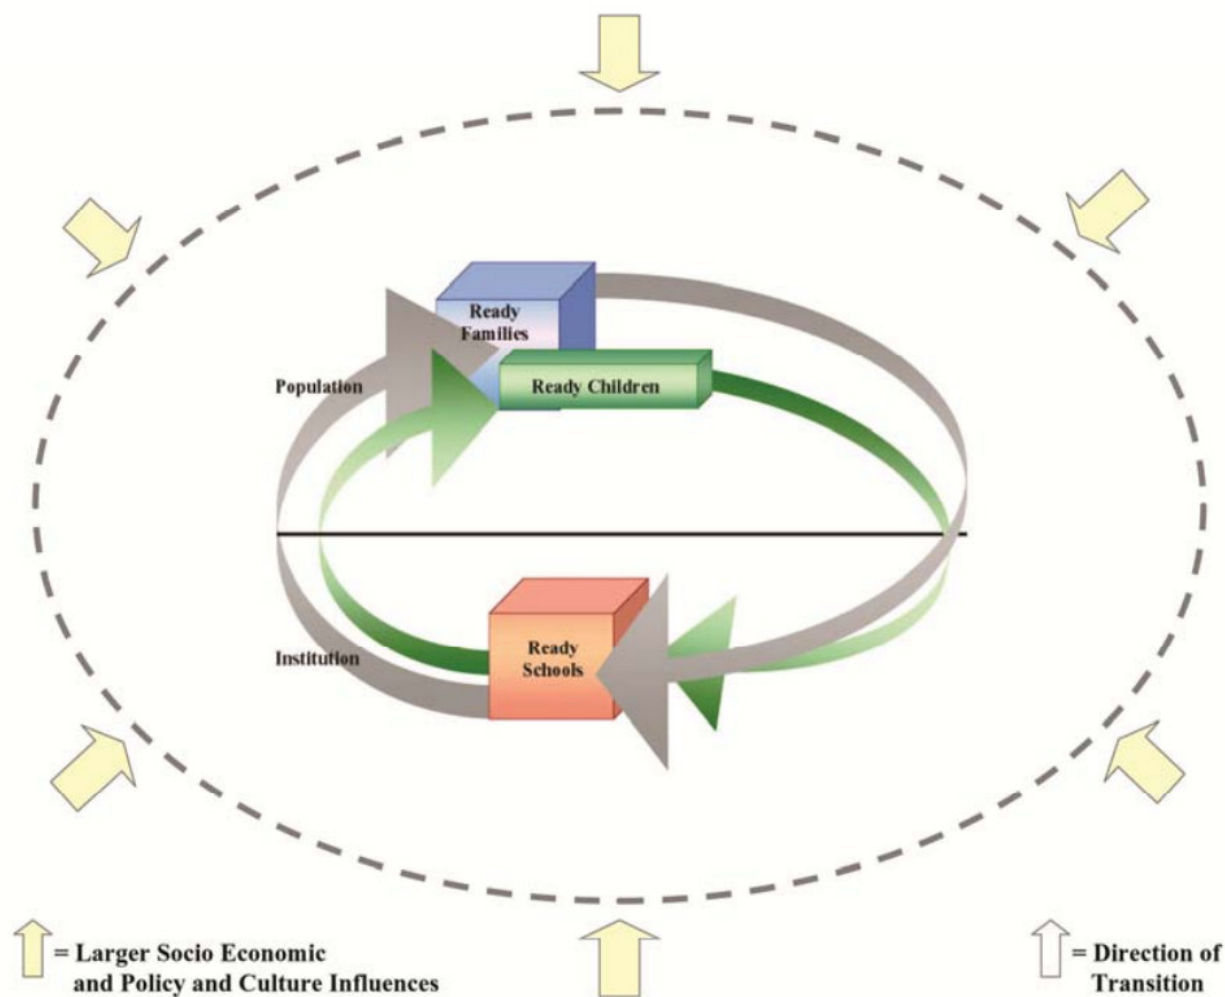 Ready
Families
Population
Ready Children
Institution
Ready
Schools
= Larger Socio Economic
and Policy and Culture Influences
= Direction of
Transition